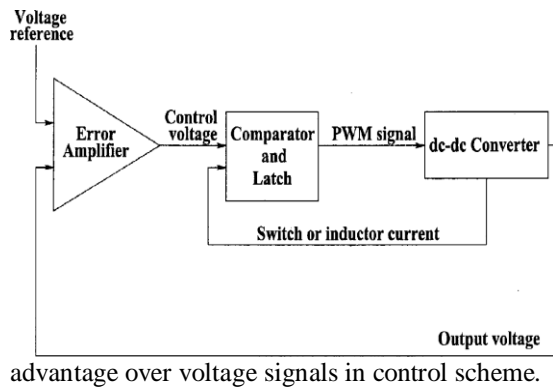 Voltage
reference
Error
Amplifier
Control
voltage
Comparator
and
Latch
PWM signal
dc-dc Converter
Switch or inductor current
Output voltage
advantage over voltage signals in control scheme.